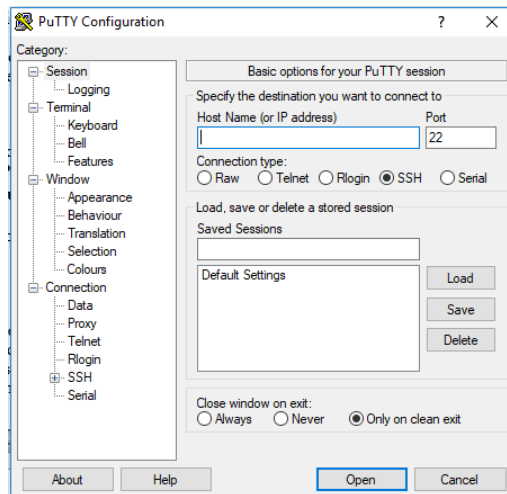 PuTTY Configuration
?
Category:
Session
Logging
Terminal
Keyboard
Bell
Features
Window
Appearance
Behaviour
Translation
Selection
Colours
Connection
Data
Proxy
Telnet
Rlogin
SSH
Serial
Basic options for your PuTTY session
Specify the destination you want to connect to
Host Name (or IP address) Port
22
Connection type:
Raw Telnet Rlogin SSH Serial
Load, save or delete a stored session
Saved Sessions
Default Settings
Load
Save
Delete
Close window on exit:
Always Never Only on clean exit
About Help Open Cancel